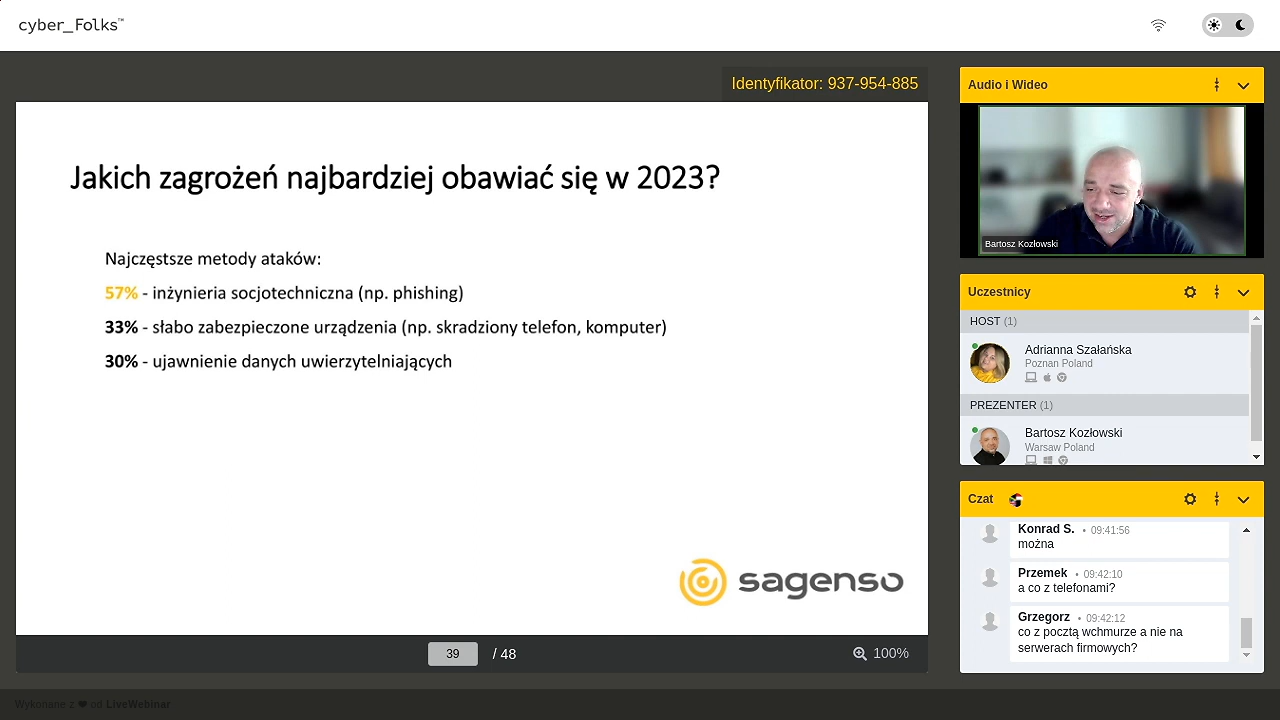 cyber_Folks™
Identyfikator: 937-954-885
Jakich zagrożeń najbardziej obawiać się w 2023?
Najczęstsze metody ataków:
57% - inżynieria socjotechniczna (np. phishing)
33% - słabo zabezpieczone urządzenia (np. skradziony telefon, komputer)
30% - ujawnienie danych uwierzytelniających
sagenso
39 / 48
100%
Audio i Wideo
Bartosz Kozłowski
Uczestnicy
HOST (1)
Adrianna Szałańska
Poznan Poland
PREZENTER (1)
Bartosz Kozłowski
Warsaw Poland
Czat
Konrad S. • 09:41:56
można
Przemek • 09:42:10
a co z telefonami?
Grzegorz • 09:42:12
co z pocztą wchmurze a nie na
serwerach firmowych?
Wykonane z ❤ od LiveWebinar